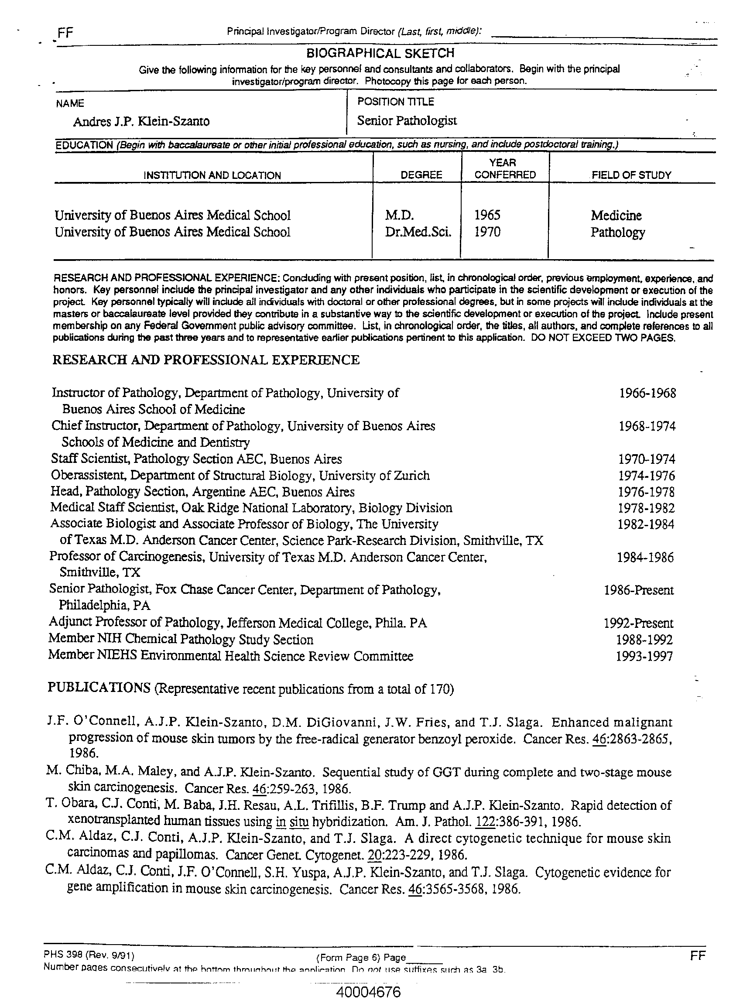 FF
Principal Investigator/Program Director (Last, first, middle):
BIOGRAPHICAL SKETCH
Give the following information for the key personnel and consultants and collaborators. Begin with the principal
investigator/program director. Photocopy this page for each person.
NAME
POSITION TITLE
Andres J.P. Klein-Szanto
Senior Pathologist
EDUCATION (Begin with baccalaureate or other initial professional education, such as nursing, and include postdoctoral training.)
INSTITUTION AND LOCATION
DEGREE
YEAR
CONFERRED
FIELD OF STUDY
University of Buenos Aires Medical School M.D. 1965 Medicine
University of Buenos Aires Medical School Dr.Med.Sci. 1970 Pathology
RESEARCH AND PROFESSIONAL EXPERIENCE: Concluding with present position, list, in chronological order, previous employment, experience, and
honors. Key personnel include the principal investigator and any other individuals who participate in the scientific development or execution of the
project. Key personnel typically will include all individuals with doctoral or other professional degrees, but in some projects will include individuals at the
masters or baccalaureate level provided they contribute in a substantive way to the scientific development or execution of the project. Include present
membership on any Federal Government public advisory committee. List, in chronological order, the titles, all authors, and complete references to all
publications during the past three years and to representative earlier publications pertinent to this application. DO NOT EXCEED TWO PAGES.
RESEARCH AND PROFESSIONAL EXPERIENCE
Instructor of Pathology, Department of Pathology, University of 1966-1968
Buenos Aires School of Medicine
Chief Instructor, Department of Pathology, University of Buenos Aires 1968-1974
Schools of Medicine and Dentistry
Staff Scientist, Pathology Section AEC, Buenos Aires 1970-1974
Oberassistent, Department of Structural Biology, University of Zurich 1974-1976
Head, Pathology Section, Argentine AEC, Buenos Aires 1976-1978
Medical Staff Scientist, Oak Ridge National Laboratory, Biology Division 1978-1982
Associate Biologist and Associate Professor of Biology, The University 1982-1984
of Texas M.D. Anderson Cancer Center, Science Park-Research Division, Smithville, TX
Professor of Carcinogenesis, University of Texas M.D. Anderson Cancer Center, 1984-1986
Smithville, TX
Senior Pathologist, Fox Chase Cancer Center, Department of Pathology, 1986-Present
Philadelphia, PA
Adjunct Professor of Pathology, Jefferson Medical College, Phila. PA 1992-Present
Member NIH Chemical Pathology Study Section 1988-1992
Member NIEHS Environmental Health Science Review Committee 1993-1997
PUBLICATIONS (Representative recent publications from a total of 170)
J.F. O'Connell, A.J.P. Klein-Szanto, D.M. DiGiovanni, J.W. Fries, and T.J. Slaga. Enhanced malignant
progression of mouse skin tumors by the free-radical generator benzoyl peroxide. Cancer Res. 46:2863-2865,
1986.
M. Chiba, M.A. Maley, and A.J.P. Klein-Szanto. Sequential study of GGT during complete and two-stage mouse
skin carcinogenesis. Cancer Res. 46:259-263, 1986.
T. Obara, C.J. Conti, M. Baba, J.H. Resau, A.L. Trifillis, B.F. Trump and A.J.P. Klein-Szanto. Rapid detection of
xenotransplanted human tissues using in situ hybridization. Am. J. Pathol. 122:386-391, 1986.
C.M. Aldaz, C.J. Conti, A.J.P. Klein-Szanto, and T.J. Slaga. A direct cytogenetic technique for mouse skin
carcinomas and papillomas. Cancer Genet. Cytogenet. 20:223-229, 1986.
C.M. Aldaz, C.J. Conti, J.F. O'Connell, S.H. Yuspa, A.J.P. Klein-Szanto, and T.J. Slaga. Cytogenetic evidence for
gene amplification in mouse skin carcinogenesis. Cancer Res. 46:3565-3568, 1986.
PHS 398 (Rev. 9/91) (Form Page 6) Page FF
Number pages consecutively at the bottom throughout the application. Do not use suffixes such as 3a, 3b.
40004676